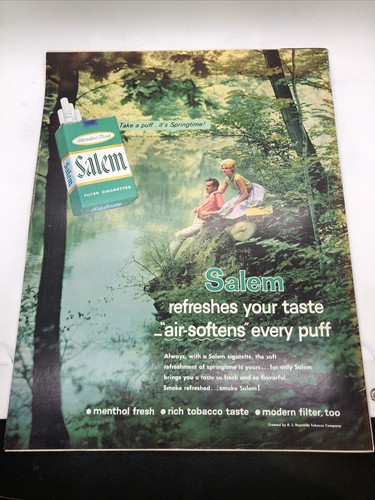 Take a puff...it's Springtime!
Menthol Fresh
Salem
Salem
FILTER CIGARETTES
Salem
refreshes your taste
"air-softens" every puff
Always, with a Salem cigarette, the soft
refreshment of springtime is yours... for only Salem
brings you a taste so fresh and so flavorful.
Smoke refreshed...smoke Salem!
• menthol fresh • rich tobacco taste • modern filter, too
Created by R. J. Reynolds Tobacco Company